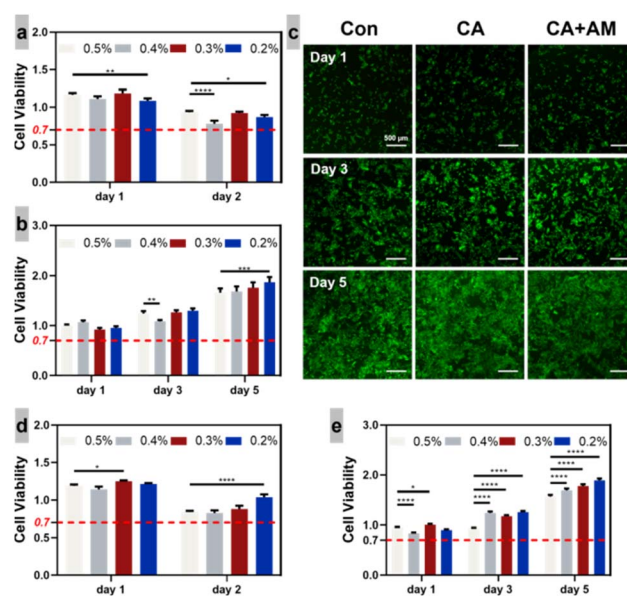 a
2.0
1.5
1.0
0.7
0.5
0.0
Cell Viability
0.5% 0.4% 0.3% 0.2%
**
****
*
day 1 day 2
b
3.0
2.0
1.0
0.7
0.0
Cell Viability
0.5% 0.4% 0.3% 0.2%
**
***
day 1 day 3 day 5
c
Con CA CA+AM
Day 1
500 μm
Day 3
Day 5
d
2.0
1.5
1.0
0.7
0.5
0.0
Cell Viability
0.5% 0.4% 0.3% 0.2%
*
****
day 1 day 2
e
3.0
2.0
1.0
0.7
0.0
Cell Viability
0.5% 0.4% 0.3% 0.2%
*
****
****
****
****
****
****
****
day 1 day 3 day 5